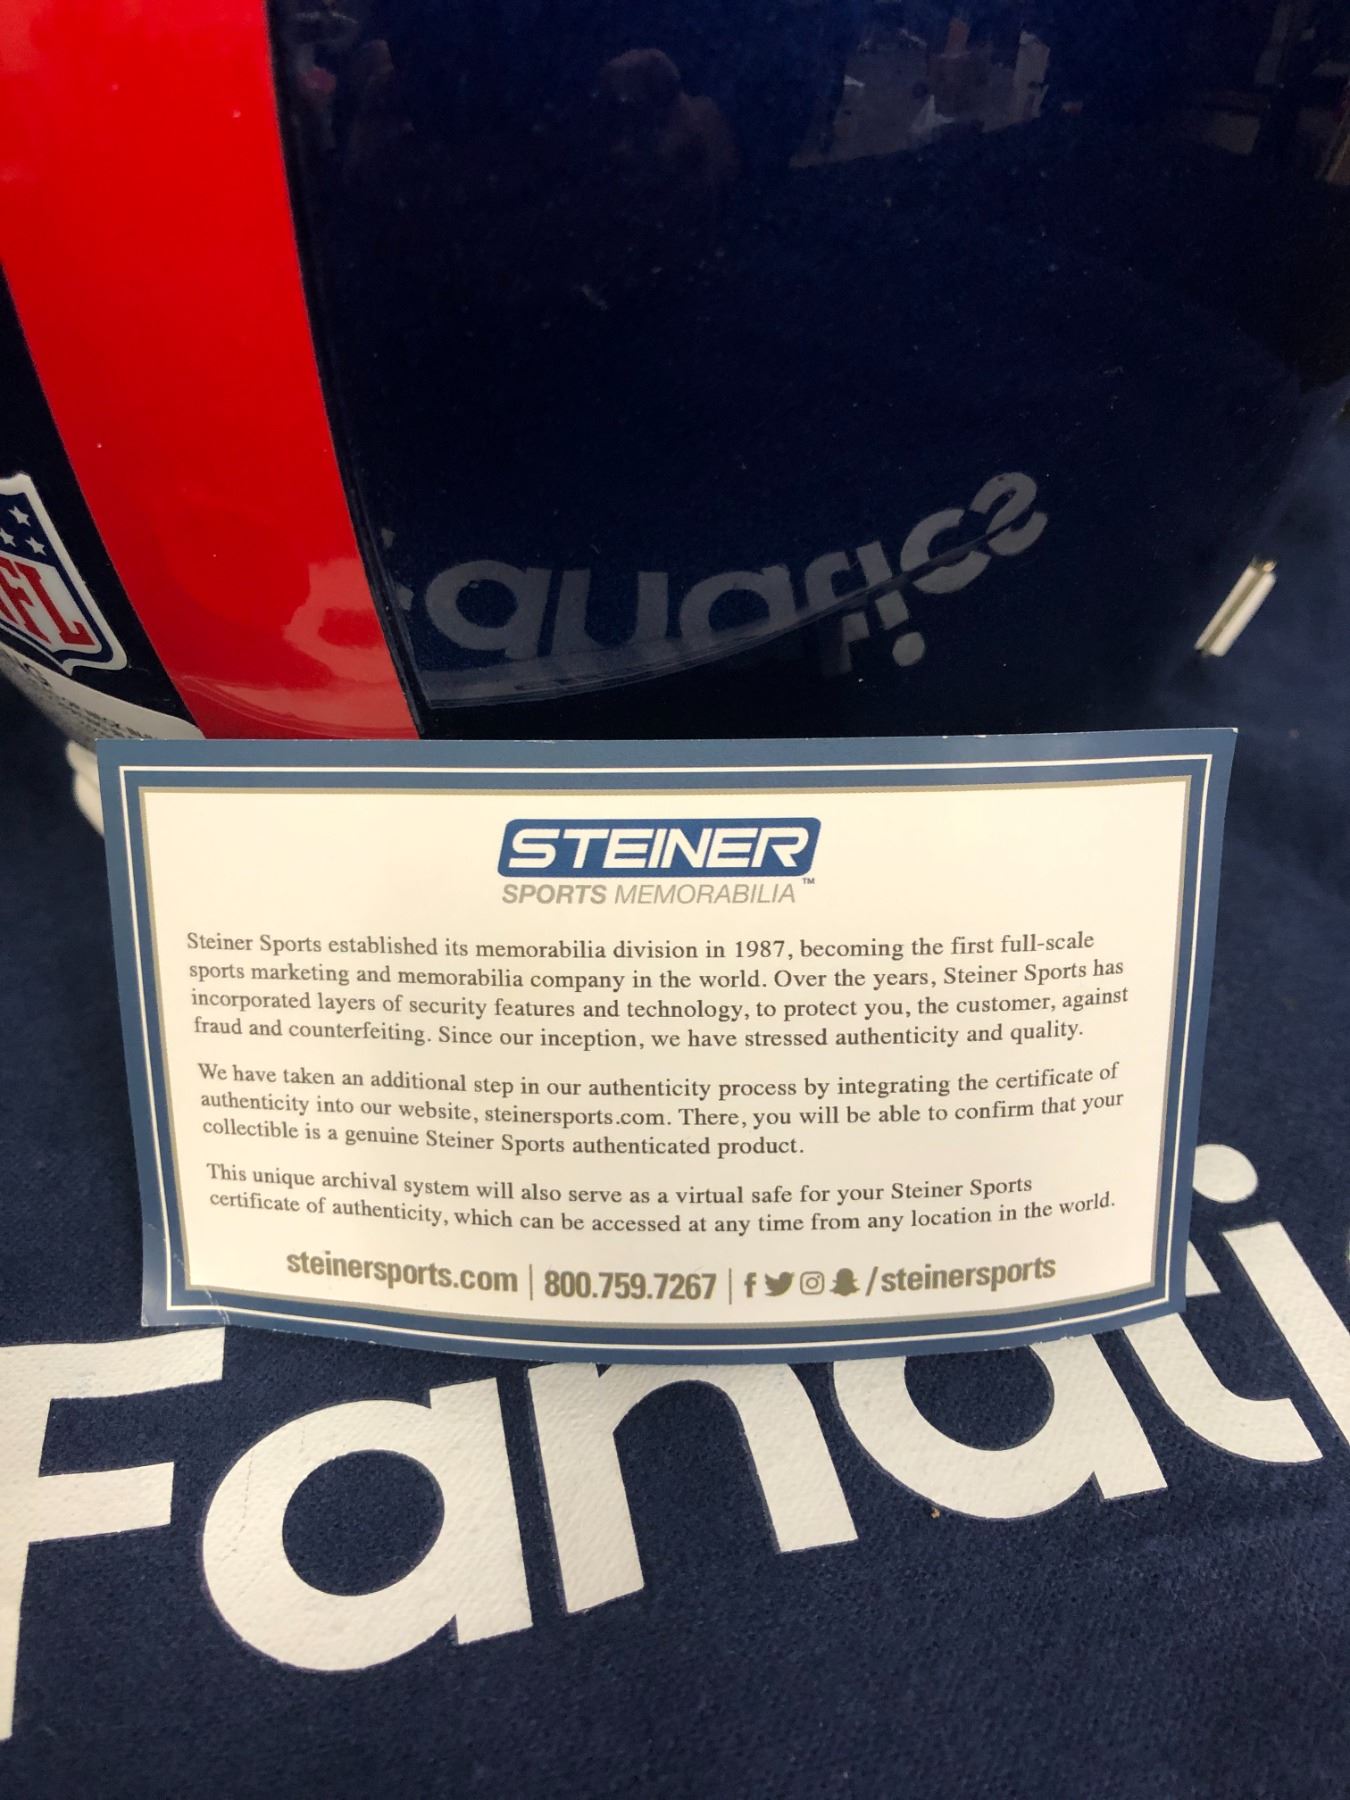 NFL
Fanatics
STEINER
SPORTS MEMORABILIA™
Steiner Sports established its memorabilia division in 1987, becoming the first full-scale
sports marketing and memorabilia company in the world. Over the years, Steiner Sports has
incorporated layers of security features and technology, to protect you, the customer, against
fraud and counterfeiting. Since our inception, we have stressed authenticity and quality.
We have taken an additional step in our authenticity process by integrating the certificate of
authenticity into our website, steinersports.com. There, you will be able to confirm that your
collectible is a genuine Steiner Sports authenticated product.
This unique archival system will also serve as a virtual safe for your Steiner Sports
certificate of authenticity, which can be accessed at any time from any location in the world.
steinersports.com | 800.759.7267 | f /steinersports
Fanati